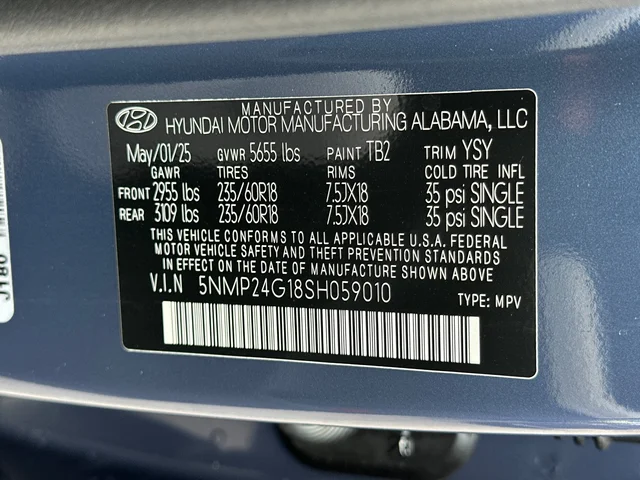 MANUFACTURED BY
HYUNDAI MOTOR MANUFACTURING ALABAMA, LLC
May/01/25 GVWR 5655 lbs PAINT TB2 TRIM YSY
GAWR TIRES RIMS COLD TIRE INFL
FRONT 2955 lbs 235/60R18 7.5JX18 35 psi SINGLE
REAR 3109 lbs 235/60R18 7.5JX18 35 psi SINGLE
THIS VEHICLE CONFORMS TO ALL APPLICABLE U.S.A. FEDERAL
MOTOR VEHICLE SAFETY AND THEFT PREVENTION STANDARDS
IN EFFECT ON THE DATE OF MANUFACTURE SHOWN ABOVE.
V.I.N 5NMP24G18SH059010 TYPE: MPV
J180